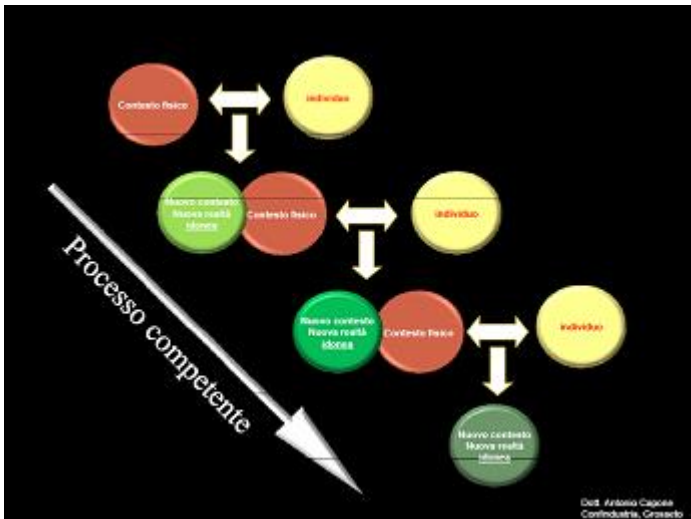 Contesto fisico
individuo
Nuovo contesto
Nuova realtà
idonea
Contesto fisico
individuo
Nuovo contesto
Nuova realtà
idonea
Contesto fisico
individuo
Nuovo contesto
Nuova realtà
idonea
Processo competente
Dott. Antonio Capone
Confindustria, Grosseto